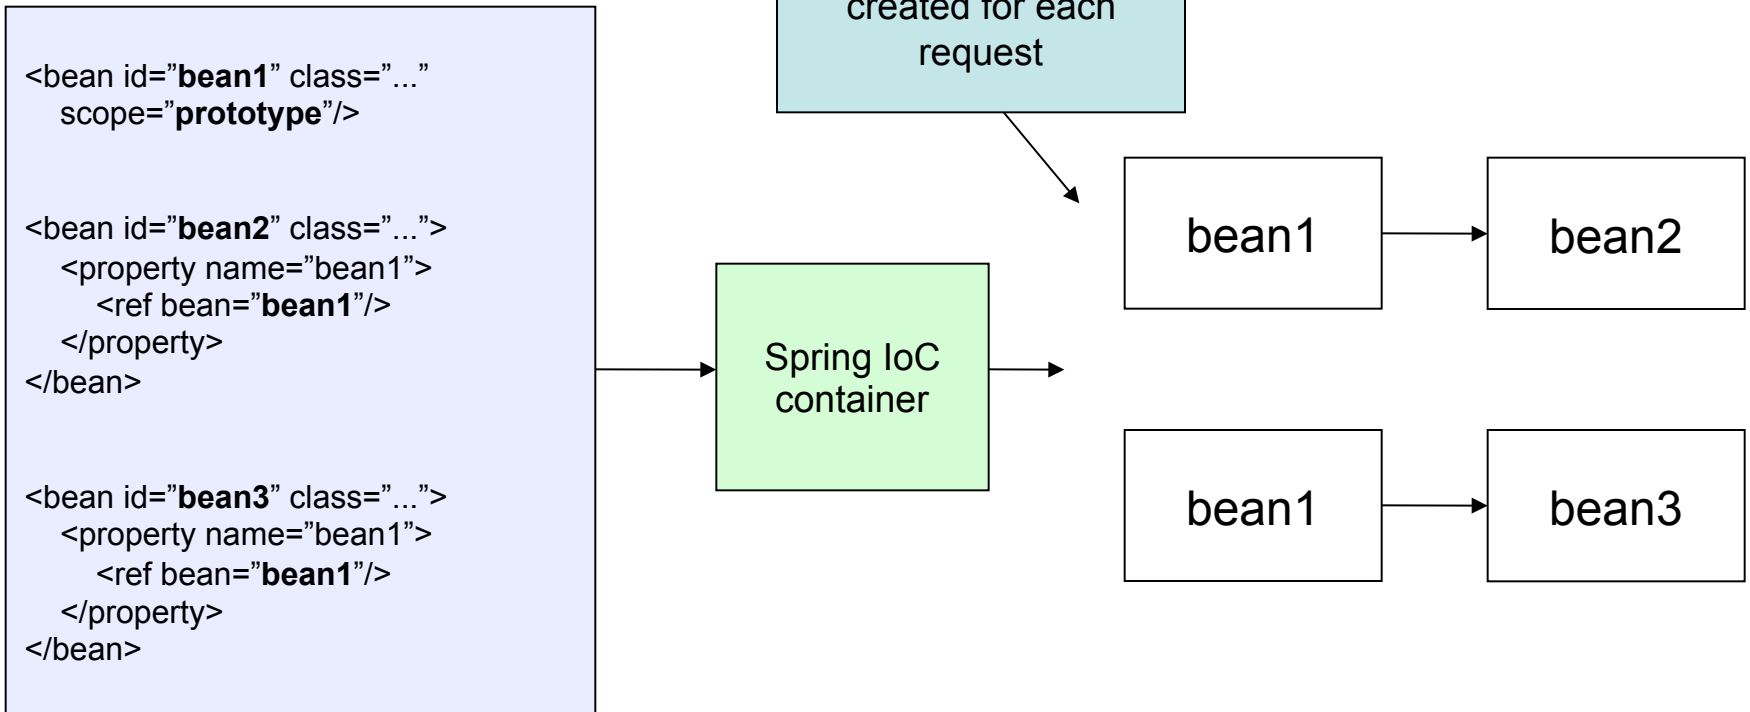 <bean id=”bean1” class=”...”
scope=”prototype”/>
<bean id=”bean2” class=”...”>
<property name=”bean1”>
<ref bean=”bean1”/>
</property>
</bean>
<bean id=”bean3” class=”...”>
<property name=”bean1”>
<ref bean=”bean1”/>
</property>
</bean>
created for each
request
Spring IoC
container
bean1
bean2
bean1
bean3